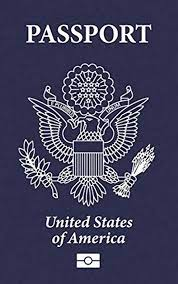 PASSPORT
United States
of America